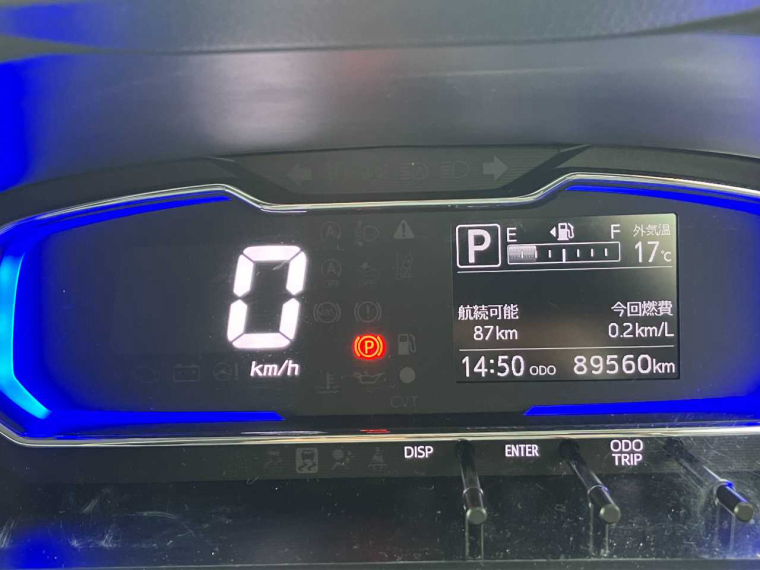 0
km/h
P
CVT
P E F 外気温
17℃
航続可能 今回燃費
87km 0.2km/L
14:50 ODO 89560km
DISP ENTER ODO
TRIP